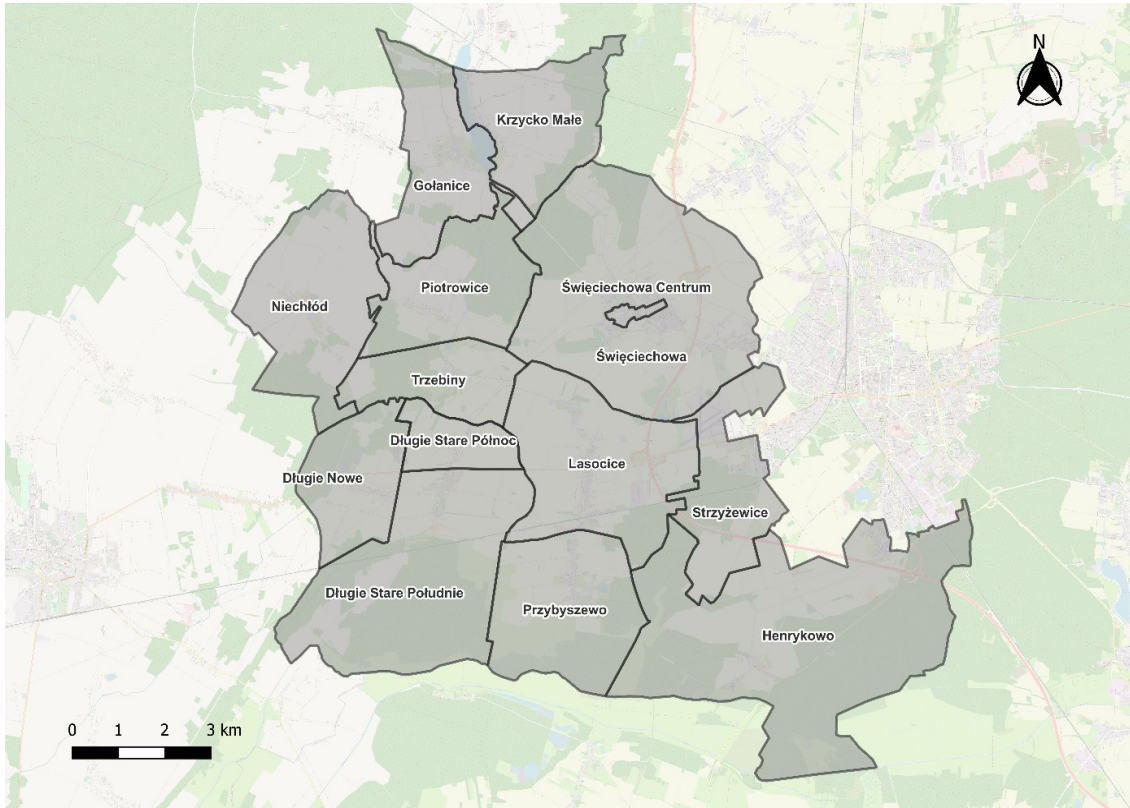 N
Krzycko Małe
Gołanice
Piotrowice
Święciechowa Centrum
Niechłód
Święciechowa
Trzebiny
Długie Stare Północ
Lasocice
Długie Nowe
Strzyżewice
Długie Stare Południe
Przybyszewo
Henrykowo
0 1 2 3 km